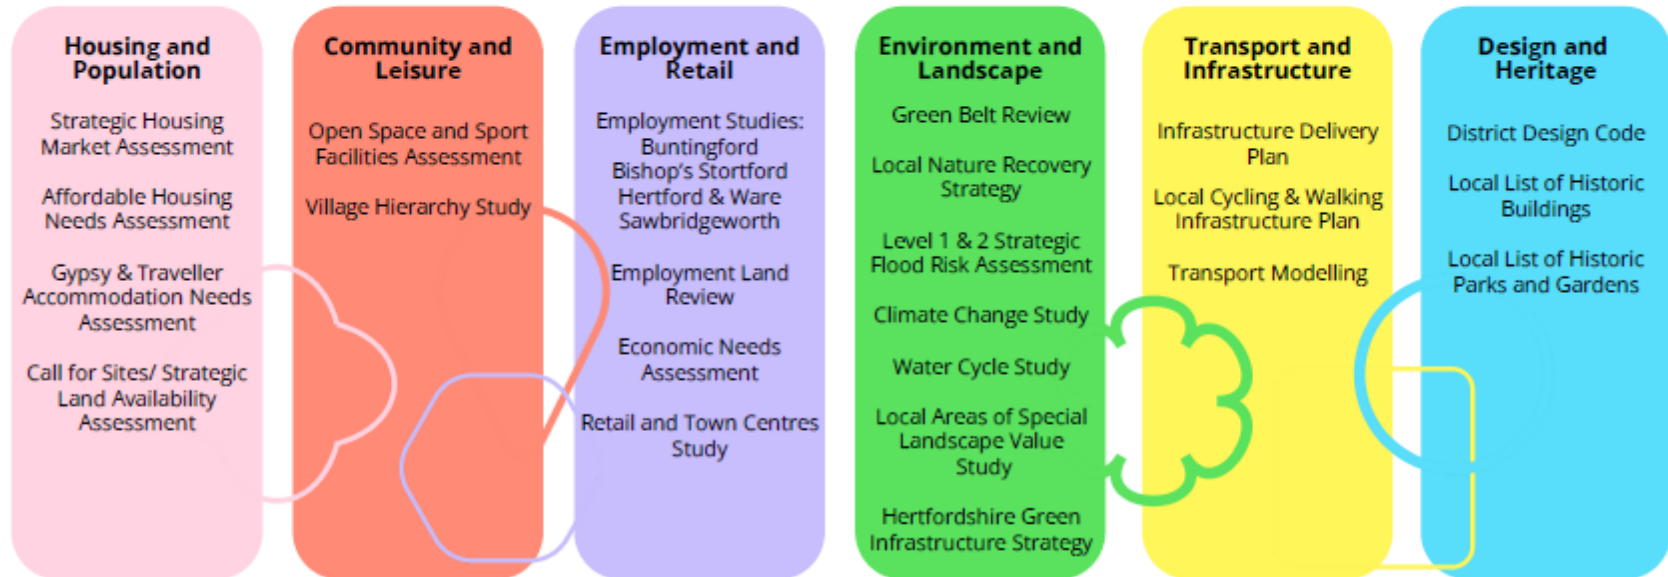 Housing and
Population
Strategic Housing
Market Assessment
Affordable Housing
Needs Assessment
Gypsy & Traveller
Accommodation Needs
Assessment
Call for Sites/ Strategic
Land Availability
Assessment
Community and
Leisure
Open Space and Sport
Facilities Assessment
Village Hierarchy Study
Employment and
Retail
Employment Studies:
Buntingford
Bishop's Stortford
Hertford & Ware
Sawbridgeworth
Employment Land
Review
Economic Needs
Assessment
Retail and Town Centres
Study
Environment and
Landscape
Green Belt Review
Local Nature Recovery
Strategy
Level 1 & 2 Strategic
Flood Risk Assessment
Climate Change Study
Water Cycle Study
Local Areas of Special
Landscape Value
Study
Hertfordshire Green
Infrastructure Strategy
Transport and
Infrastructure
Infrastructure Delivery
Plan
Local Cycling & Walking
Infrastructure Plan
Transport Modelling
Design and
Heritage
District Design Code
Local List of Historic
Buildings
Local List of Historic
Parks and Gardens